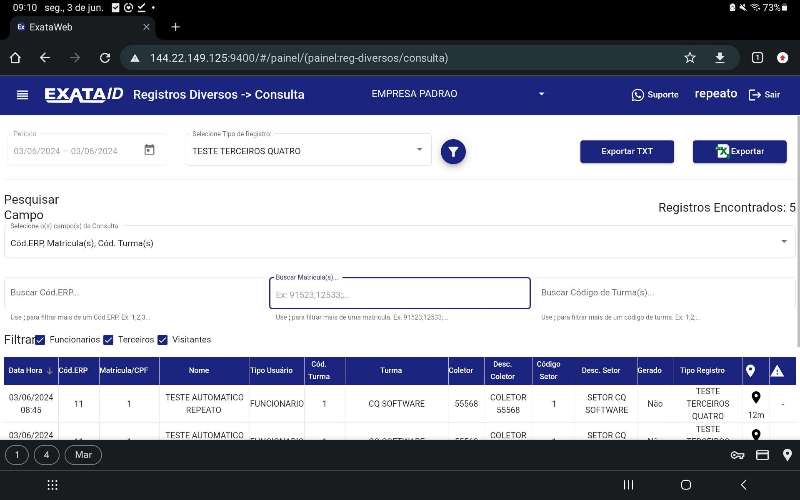 09:10 seg., 3 de jun.
73%
ExataWeb
144.22.149.125:9400/#/painel/(painel:reg-diversos/consulta)
1
EXATA ID Registros Diversos -> Consulta EMPRESA PADRAO Suporte repeato Sair
Período
03/06/2024 – 03/06/2024
Selecione Tipo de Registro:
TESTE TERCEIROS QUATRO
Exportar TXT
Exportar
Pesquisar
Campo
Registros Encontrados: 5
Selecione o(s) campo(s) da Consulta
Cód.ERP, Matricula(s), Cód. Turma(s)
Buscar Cód.ERP...
Buscar Matricula(s)...
Ex: 91523;12533;...
Buscar Código de Turma(s)...
Use ; para filtrar mais de um Cód.ERP. Ex: 1;2;3...
Use ; para filtrar mais de uma matrícula. Ex: 91523;12533;...
Use ; para filtrar mais de um código de turma. Ex: 1;2;...
Filtrar Funcionarios Terceiros Visitantes
Data Hora Cód.ERP Matrícula/CPF Nome Tipo Usuário Cód. Turma Turma Coletor Desc. Coletor Código Setor Desc. Setor Gerado Tipo Registro
03/06/2024 08:45 11 1 TESTE AUTOMATICO REPEATO FUNCIONARIO 1 CQ SOFTWARE 55568 COLETOR 55568 1 SETOR CQ SOFTWARE Não TESTE TERCEIROS QUATRO 12m -
03/06/2024 TESTE AUTOMATICO COLETOR SETOR CQ TESTE
1 4 Mar